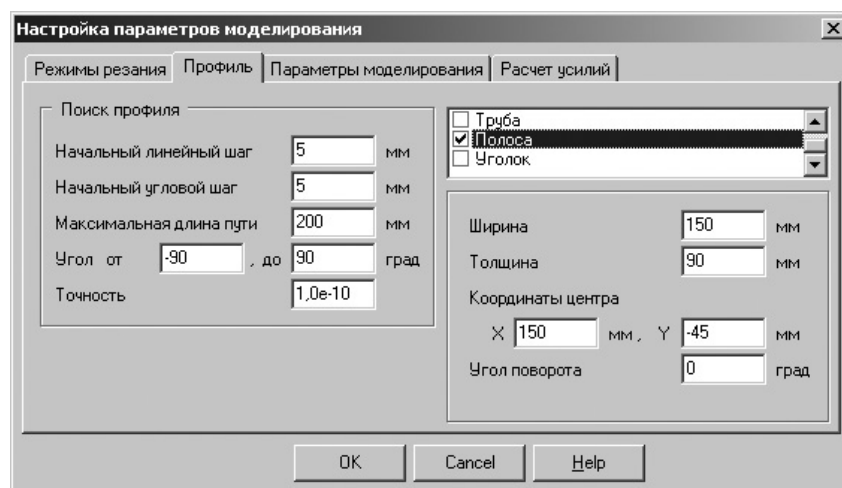 Настройка параметров моделирования
Режимы резания Профиль Параметры моделирования Расчет усилий
Поиск профиля
Начальный линейный шаг 5 мм
Начальный угловой шаг 5 мм
Максимальная длина пути 200 мм
Угол от -90 , до 90 град
Точность 1,0e-10
Труба
Полоса
Уголок
Ширина 150 мм
Толщина 90 мм
Координаты центра
X 150 мм , Y -45 мм
Угол поворота 0 град
OK Cancel Help